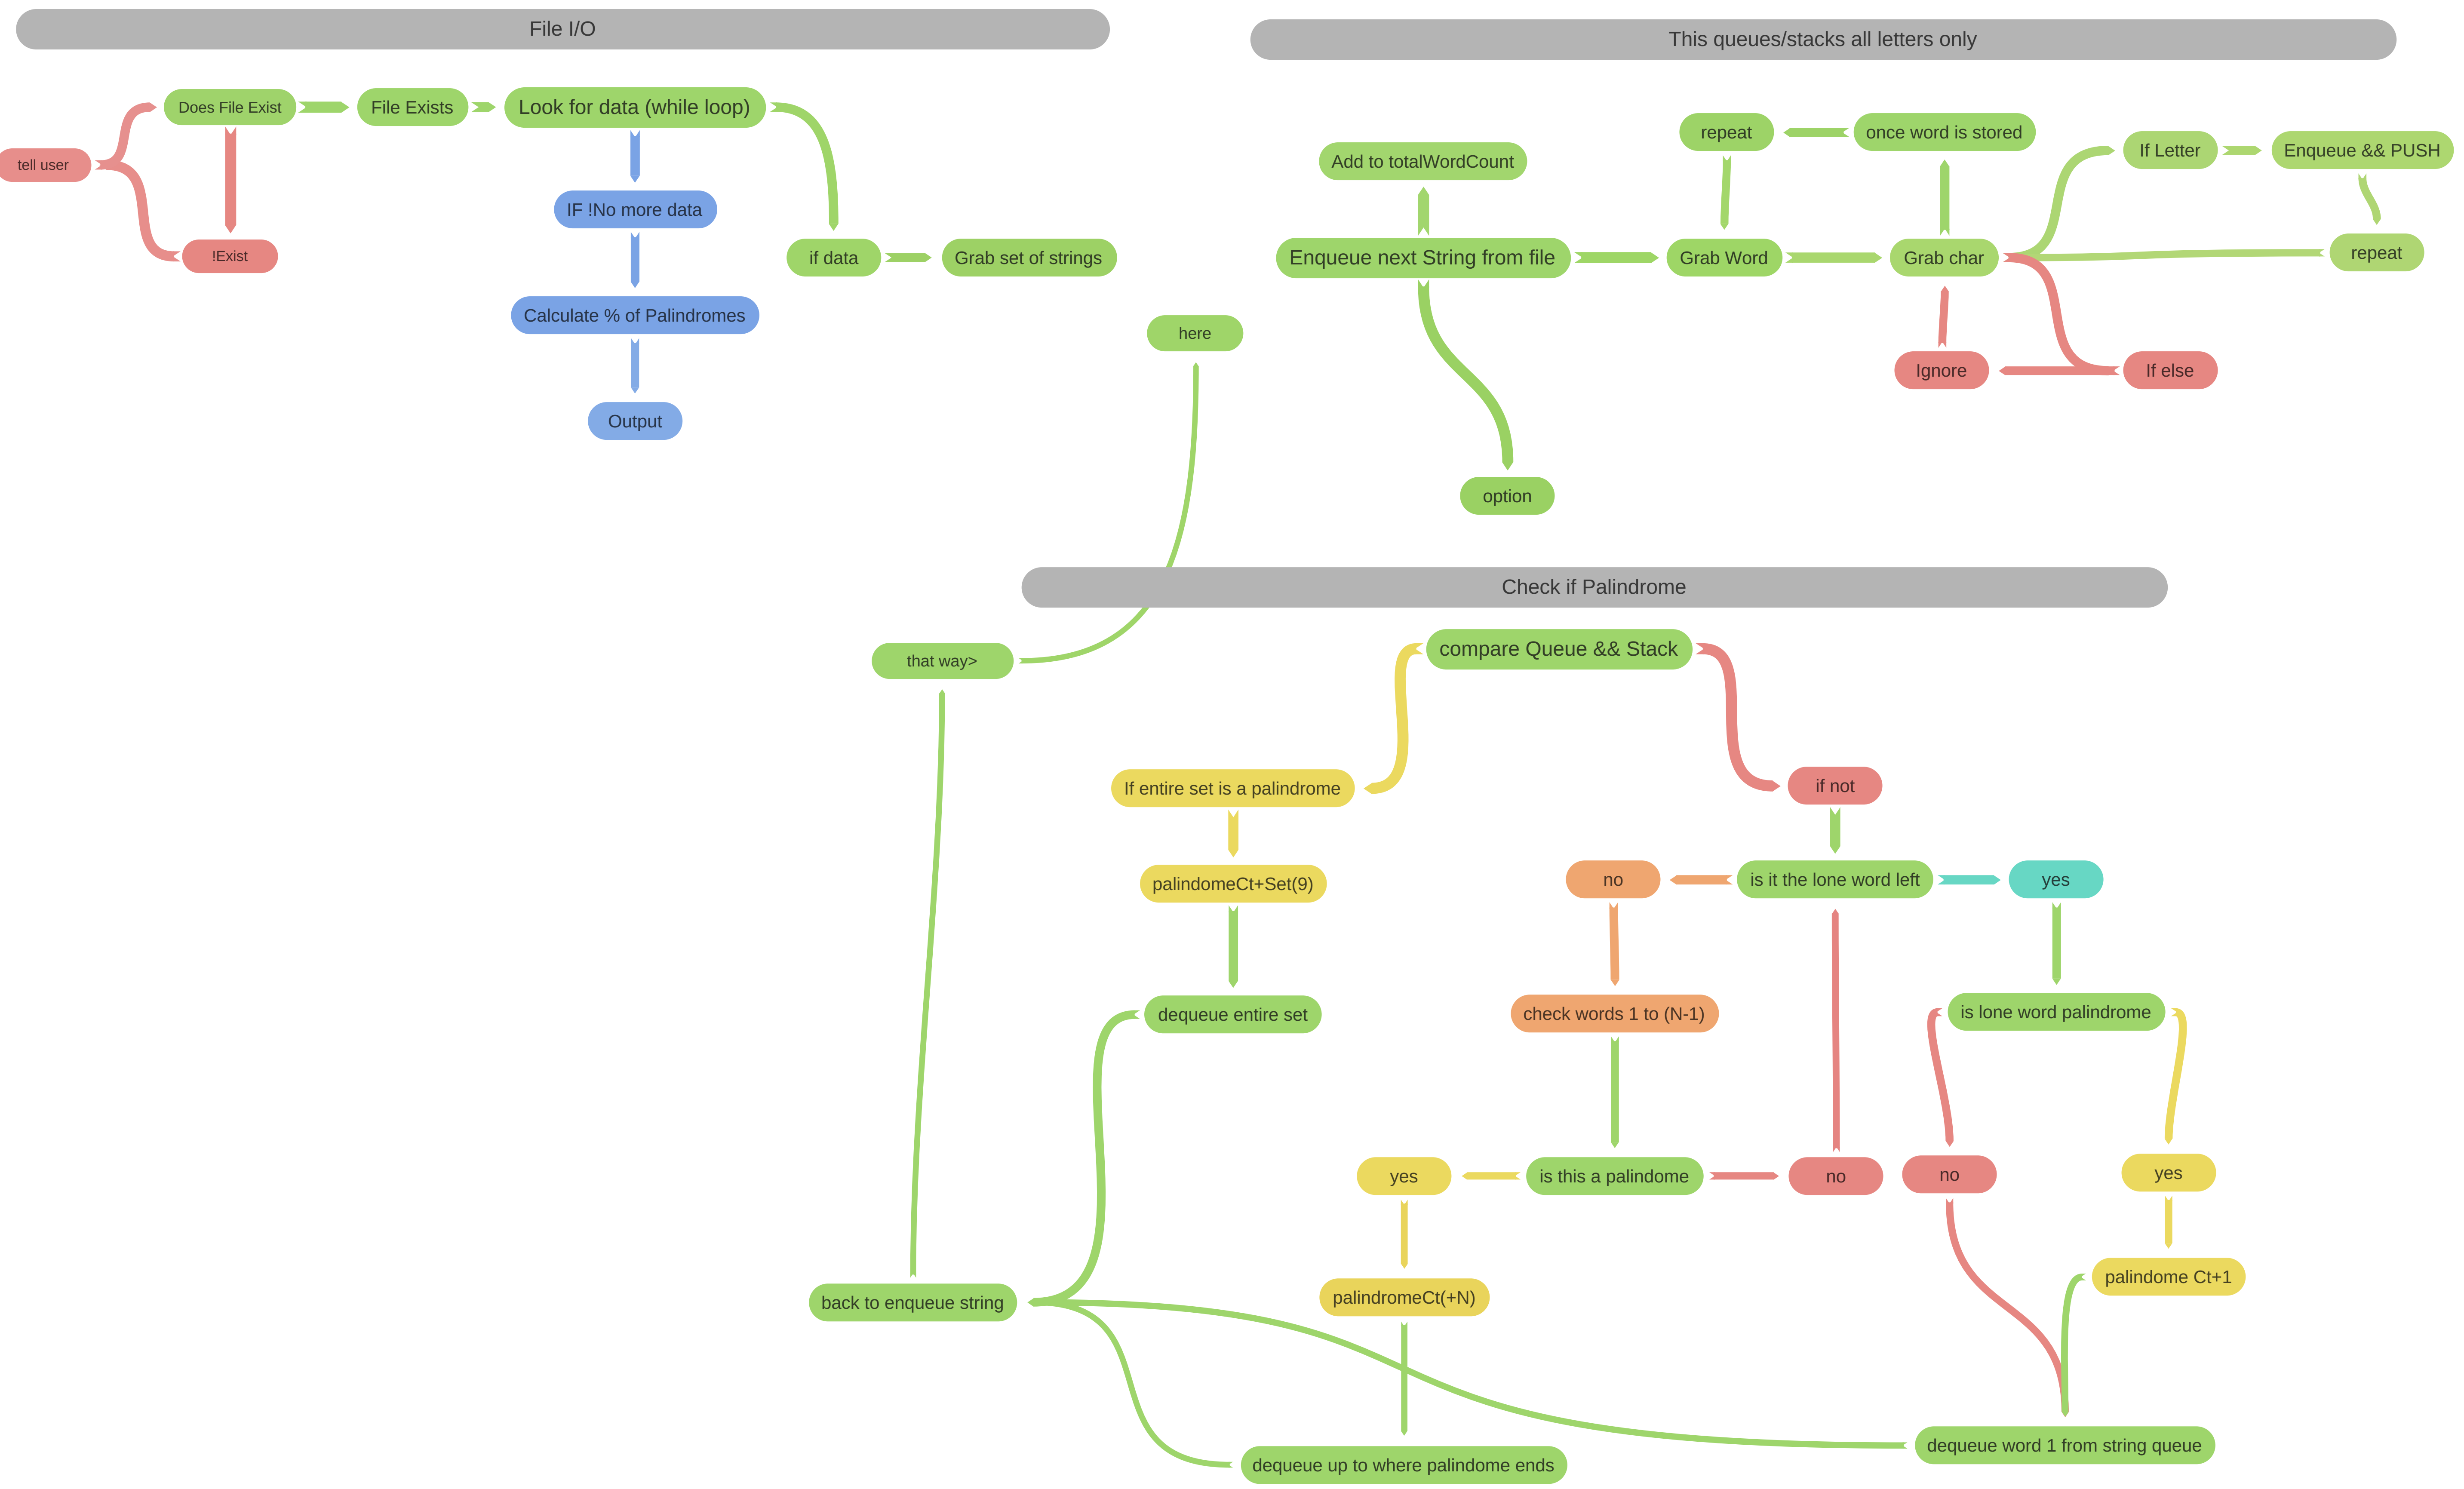 File I/O
This queues/stacks all letters only
Does File Exist
File Exists
Look for data (while loop)
tell user
!Exist
IF !No more data
if data
Grab set of strings
Calculate % of Palindromes
Output
repeat
once word is stored
If Letter
Enqueue && PUSH
Add to totalWordCount
Enqueue next String from file
Grab Word
Grab char
repeat
Ignore
If else
here
option
Check if Palindrome
that way>
compare Queue && Stack
If entire set is a palindrome
if not
palindomeCt+Set(9)
no
is it the lone word left
yes
dequeue entire set
check words 1 to (N-1)
is lone word palindrome
yes
is this a palindome
no
no
yes
back to enqueue string
palindromeCt(+N)
palindome Ct+1
dequeue up to where palindome ends
dequeue word 1 from string queue